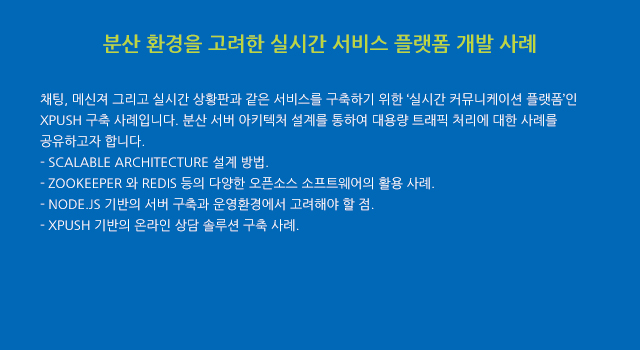 분산 환경을 고려한 실시간 서비스 플랫폼 개발 사례
채팅, 메신져 그리고 실시간 상황판과 같은 서비스를 구축하기 위한 ‘실시간 커뮤니케이션 플랫폼’인
XPUSH 구축 사례입니다. 분산 서버 아키텍처 설계를 통하여 대용량 트래픽 처리에 대한 사례를
공유하고자 합니다.
- SCALABLE ARCHITECTURE 설계 방법.
- ZOOKEEPER 와 REDIS 등의 다양한 오픈소스 소프트웨어의 활용 사례.
- NODE.JS 기반의 서버 구축과 운영환경에서 고려해야 할 점.
- XPUSH 기반의 온라인 상담 솔루션 구축 사례.